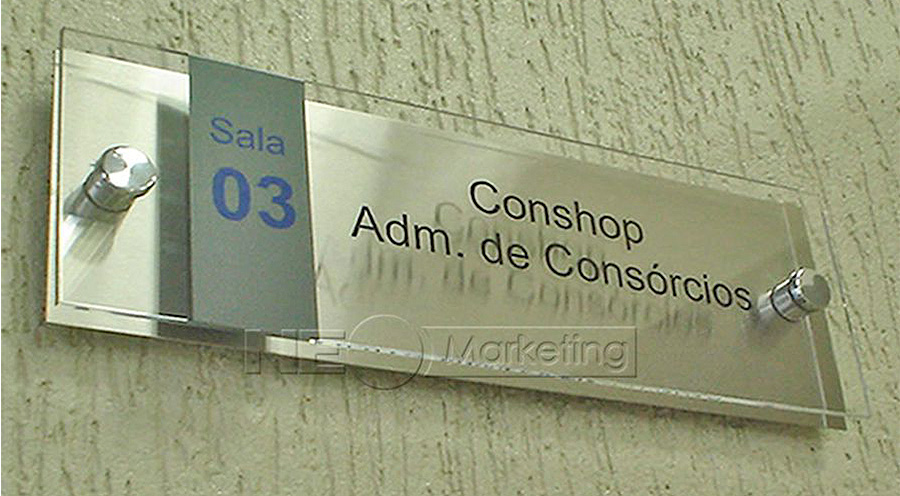 Sala
03
Conshop
Adm. de Consórcios
NEO Marketing